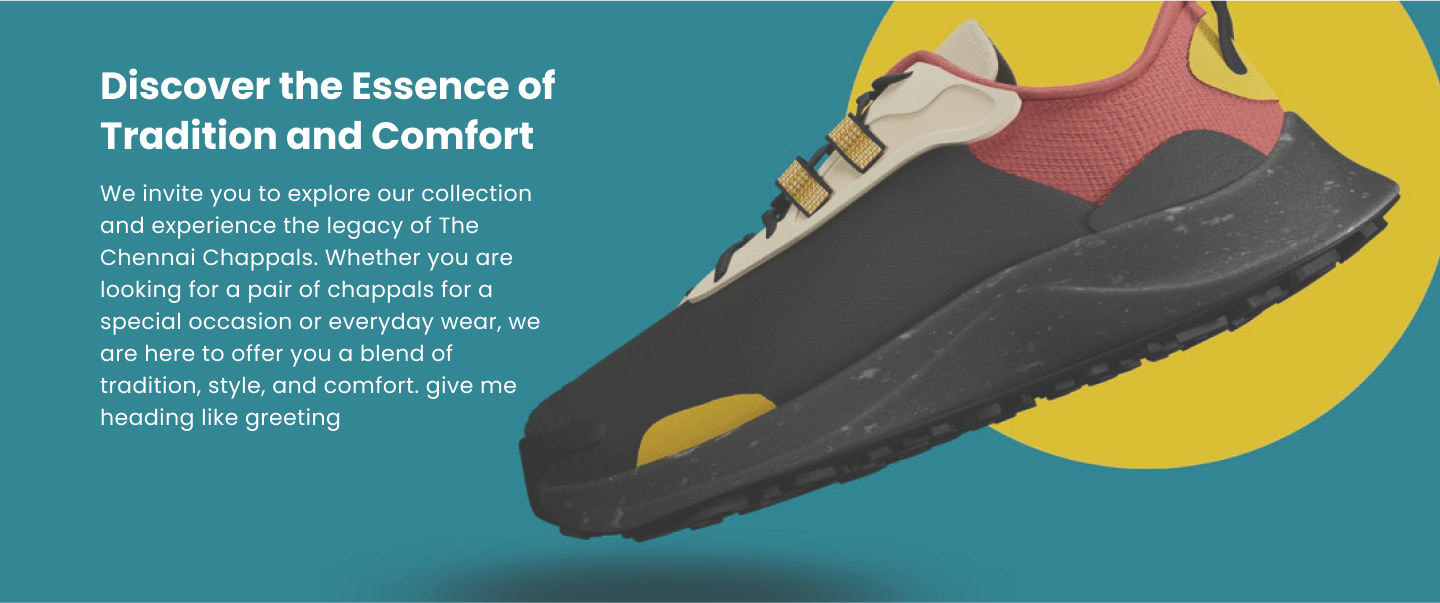 Discover the Essence of
Tradition and Comfort
We invite you to explore our collection
and experience the legacy of The
Chennai Chappals. Whether you are
looking for a pair of chappals for a
special occasion or everyday wear, we
are here to offer you a blend of
tradition, style, and comfort. give me
heading like greeting